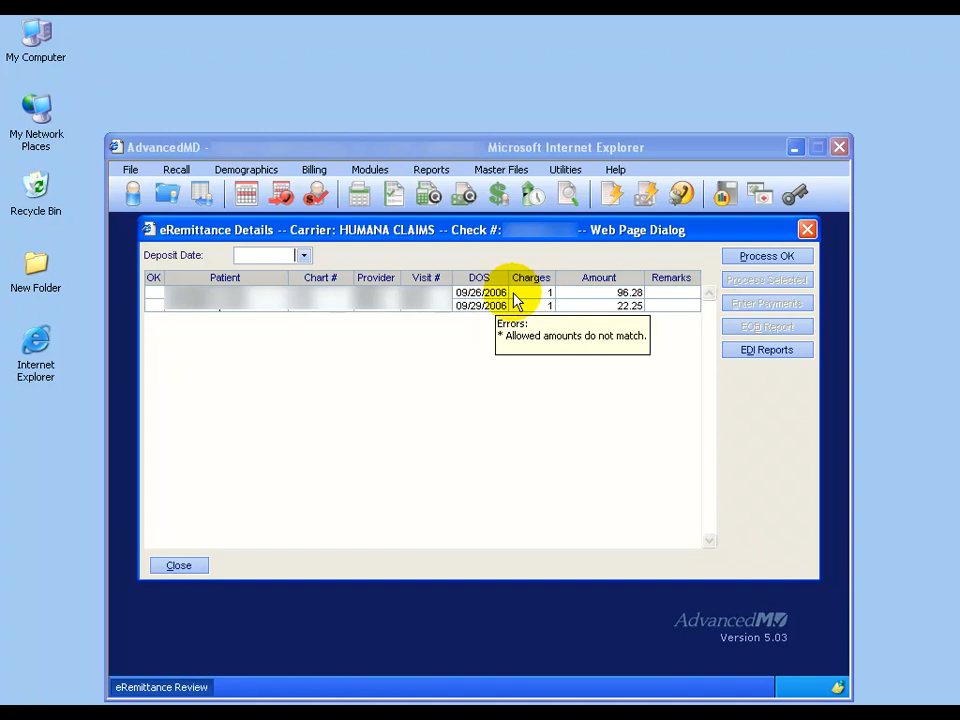 My Computer
My Network
Places
Recycle Bin
New Folder
Internet
Explorer
AdvancedMD -
Microsoft Internet Explorer
File Recall Demographics Billing Modules Reports Master Files Utilities Help
eRemittance Details -- Carrier: HUMANA CLAIMS -- Check #: -- Web Page Dialog
Deposit Date:
Process OK
OK Patient Chart # Provider Visit # DOS Charges Amount Remarks
Process Selected
09/26/2006 1 96.28
09/29/2006 1 22.25
Enter Payments
Errors:
* Allowed amounts do not match.
EOB Report
EDI Reports
Close
AdvancedMD
Version 5.03
eRemittance Review